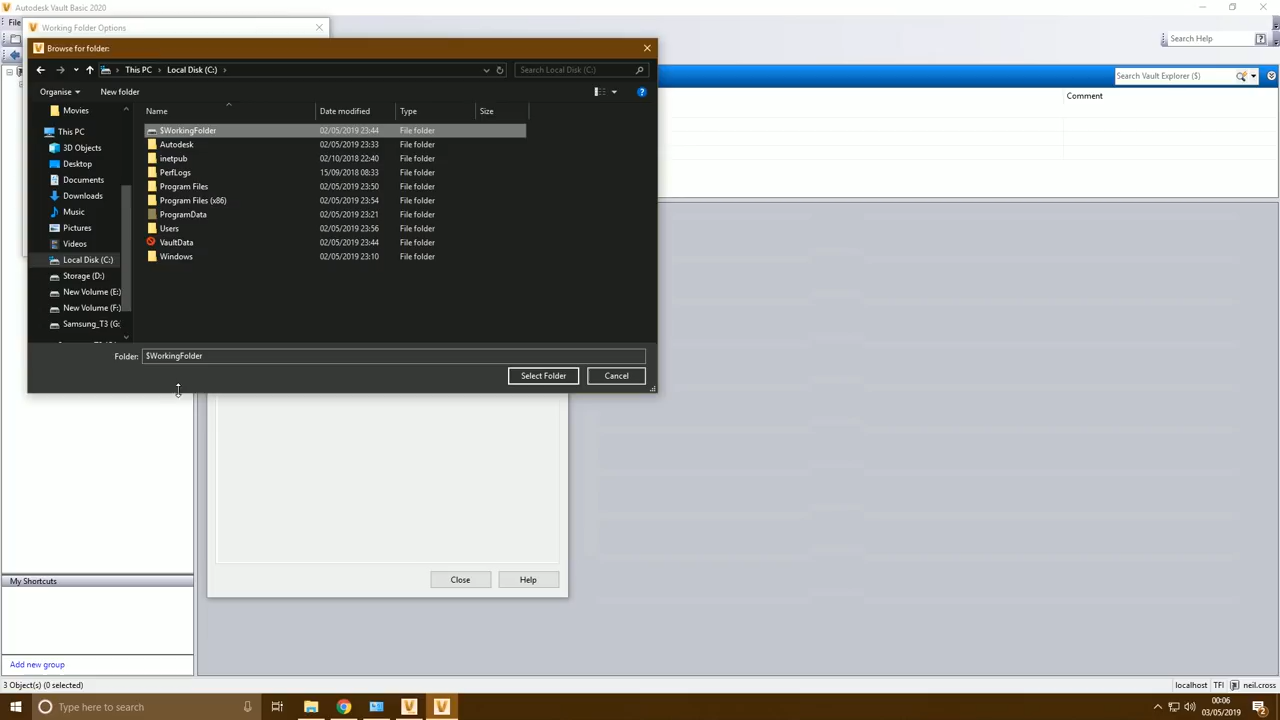 Autodesk Vault Basic 2020
File
Working Folder Options
Browse for folder:
This PC
Local Disk (C:)
Search Local Disk (C:)
Search Help
Search Vault Explorer ($)
Comment
Organise
New folder
Name
Date modified
Type
Size
Movies
This PC
3D Objects
Desktop
Documents
Downloads
Music
Pictures
Videos
Local Disk (C:)
Storage (D:)
New Volume (E:)
New Volume (F:)
Samsung_T3 (G:
$WorkingFolder 02/05/2019 23:44 File folder
Autodesk 02/05/2019 23:33 File folder
inetpub 02/10/2018 22:40 File folder
PerfLogs 15/09/2018 08:33 File folder
Program Files 02/05/2019 23:50 File folder
Program Files (x86) 02/05/2019 23:54 File folder
ProgramData 02/05/2019 23:21 File folder
Users 02/05/2019 23:56 File folder
VaultData 02/05/2019 23:44 File folder
Windows 02/05/2019 23:10 File folder
Folder: $WorkingFolder
Select Folder
Cancel
Close
Help
My Shortcuts
Add new group
3 Object(s) (0 selected)
localhost
TFI
neil.cross
Type here to search
00:06
03/05/2019
2